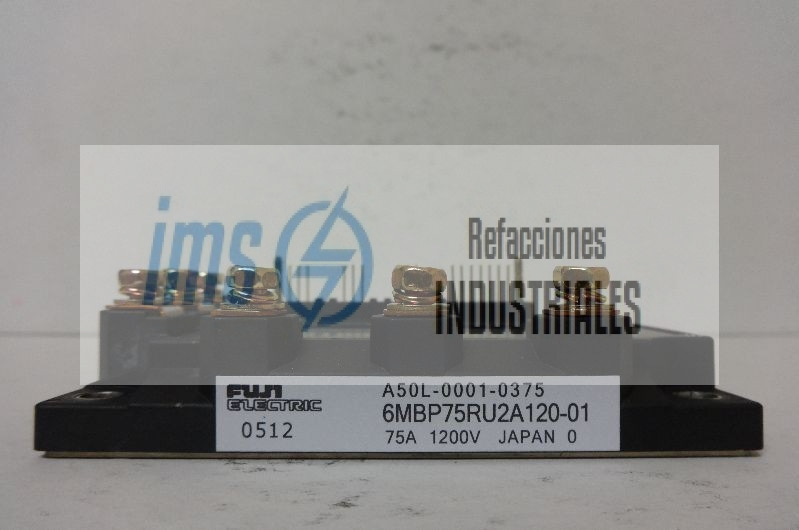 ims
Refacciones
INDUSTRIALES
FUJI
ELECTRIC
0512
A50L-0001-0375
6MBP75RU2A120-01
75A 1200V JAPAN 0